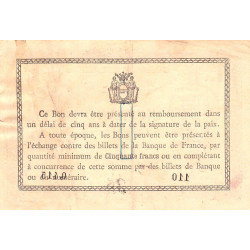 Ce Bon devra être présenté au remboursement dans
un délai de cinq ans à dater de la signature de la paix.
A toute époque, les Bons peuvent être présentés à
l'échange contre des billets de la Banque de France, par
quantité minimum de Cinquante francs ou en complétant
à concurrence de cette somme par des billets de Banque
ou du numéraire.
110